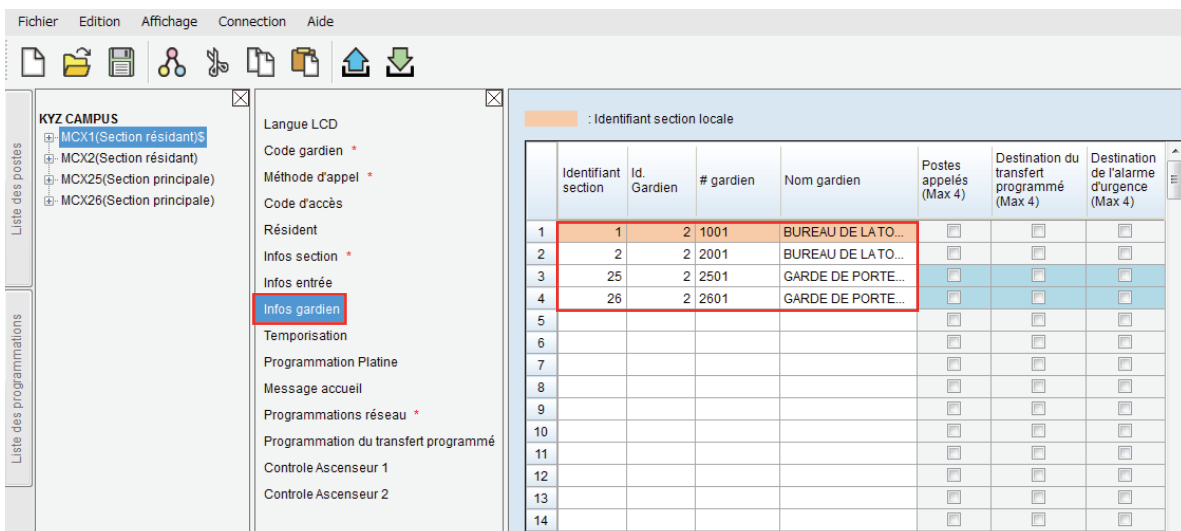 Fichier Edition Affichage Connection Aide
Liste des postes
Liste des programmations
KYZ CAMPUS
MCX1(Section résidant)$
MCX2(Section résidant)
MCX25(Section principale)
MCX26(Section principale)
Langue LCD
Code gardien *
Méthode d'appel *
Code d'accès
Résident
Infos section *
Infos entrée
Infos gardien
Temporisation
Programmation Platine
Message accueil
Programmations réseau *
Programmation du transfert programmé
Controle Ascenseur 1
Controle Ascenseur 2
: Identifiant section locale
Identifiant section
Id. Gardien
# gardien
Nom gardien
Postes appelés (Max 4)
Destination du transfert programmé (Max 4)
Destination de l'alarme d'urgence (Max 4)
1 1 2 1001 BUREAU DE LA TO...
2 2 2 2001 BUREAU DE LA TO...
3 25 2 2501 GARDE DE PORTE...
4 26 2 2601 GARDE DE PORTE...
5
6
7
8
9
10
11
12
13
14